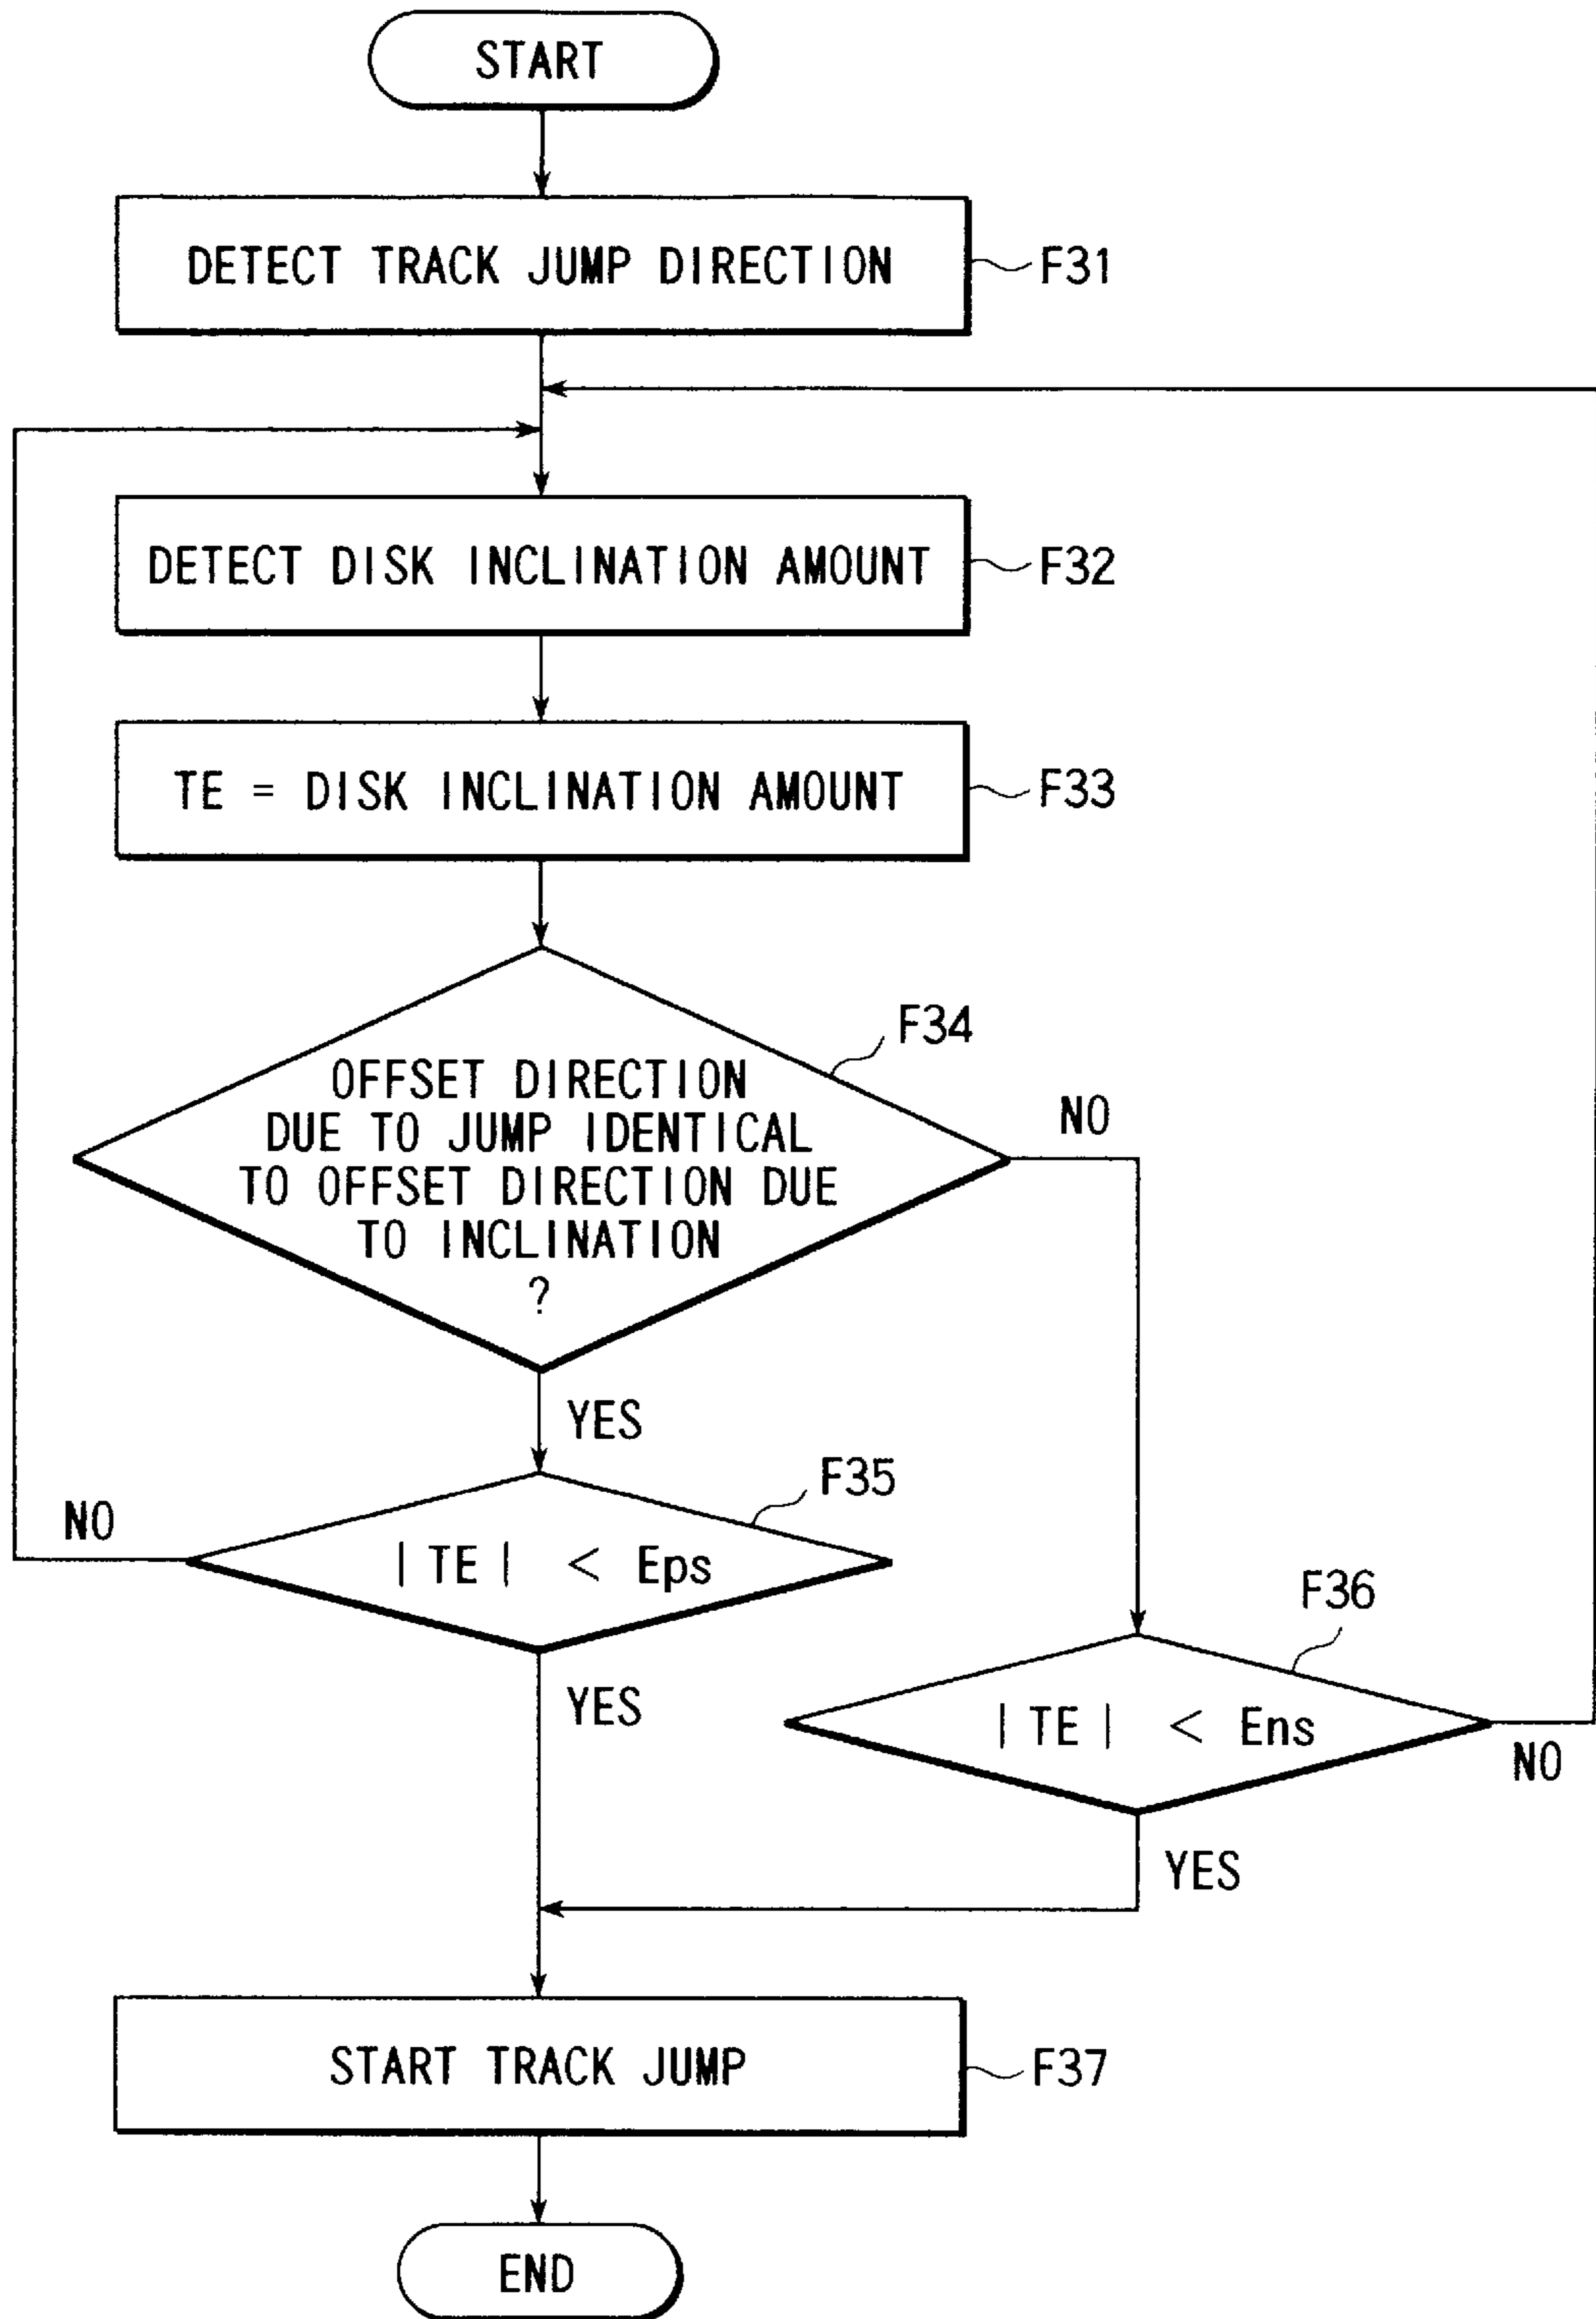 START
DETECT TRACK JUMP DIRECTION
F31
DETECT DISK INCLINATION AMOUNT
F32
TE = DISK INCLINATION AMOUNT
F33
F34
OFFSET DIRECTION
DUE TO JUMP IDENTICAL
TO OFFSET DIRECTION DUE
TO INCLINATION
?
NO
YES
F35
NO
| TE | < Eps
YES
F36
| TE | < Ens
NO
YES
START TRACK JUMP
F37
END